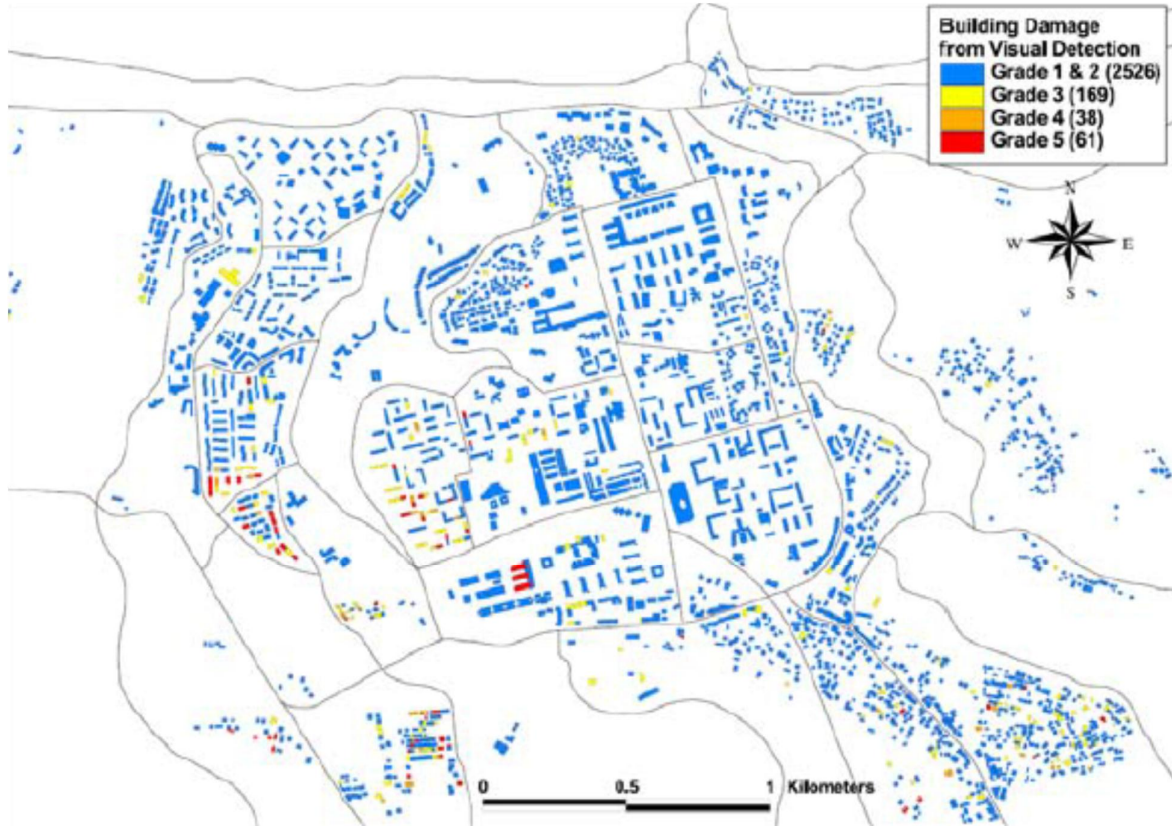 Building Damage
from Visual Detection
Grade 1 & 2 (2526)
Grade 3 (169)
Grade 4 (38)
Grade 5 (61)
N
W E
S
0 0.5 1 Kilometers